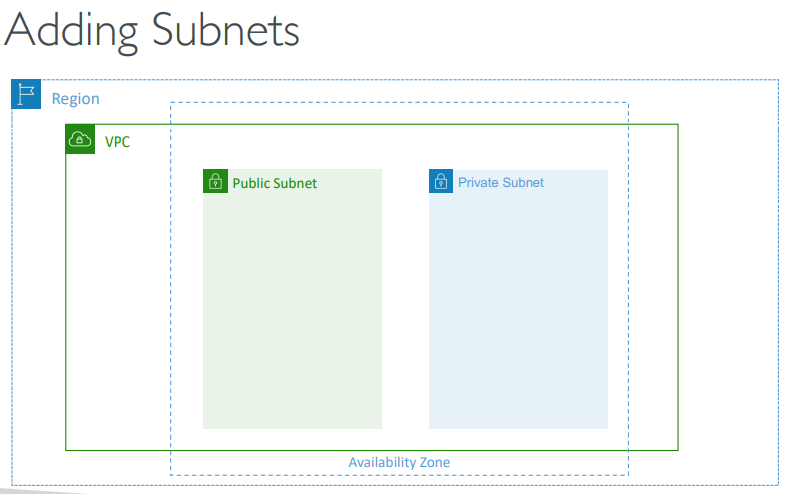 Adding Subnets
Region
VPC
Public Subnet
Private Subnet
Availability Zone